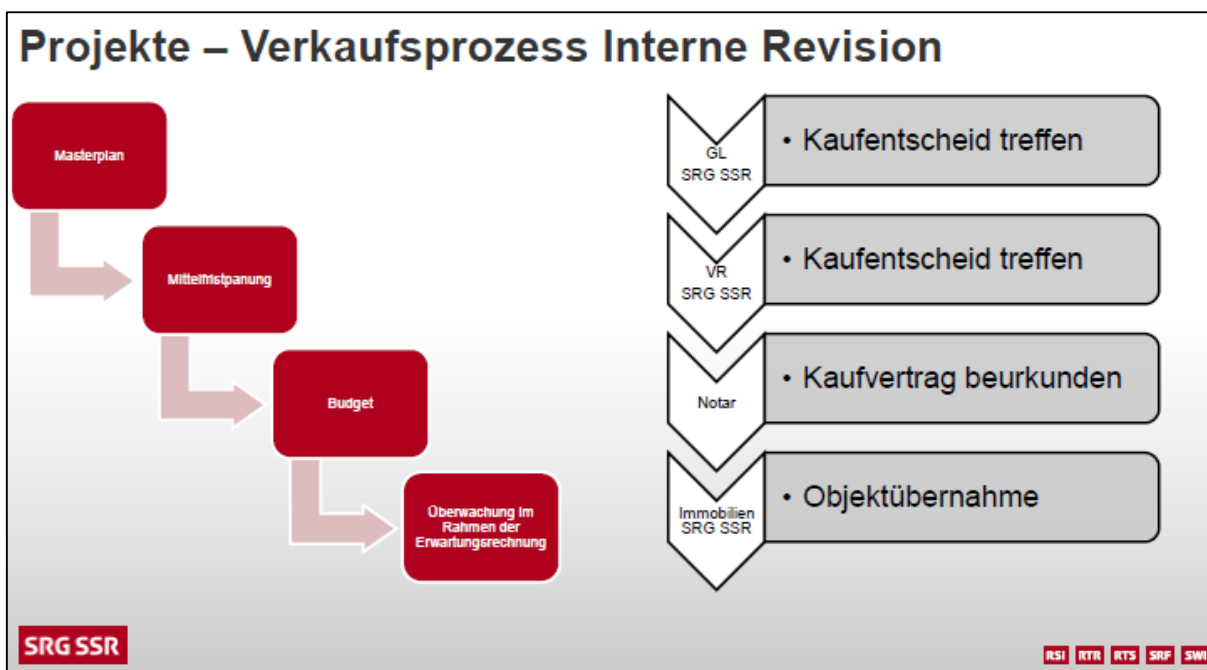 Projekte – Verkaufsprozess Interne Revision
Masterplan
Mittelfristpanung
Budget
Überwachung im
Rahmen der
Erwartungsrechnung
GL
SRG SSR
• Kaufentscheid treffen
VR
SRG SSR
• Kaufentscheid treffen
Notar
• Kaufvertrag beurkunden
Immobilien
SRG SSR
• Objektübernahme
SRG SSR
RSI RTR RTS SRF SWI